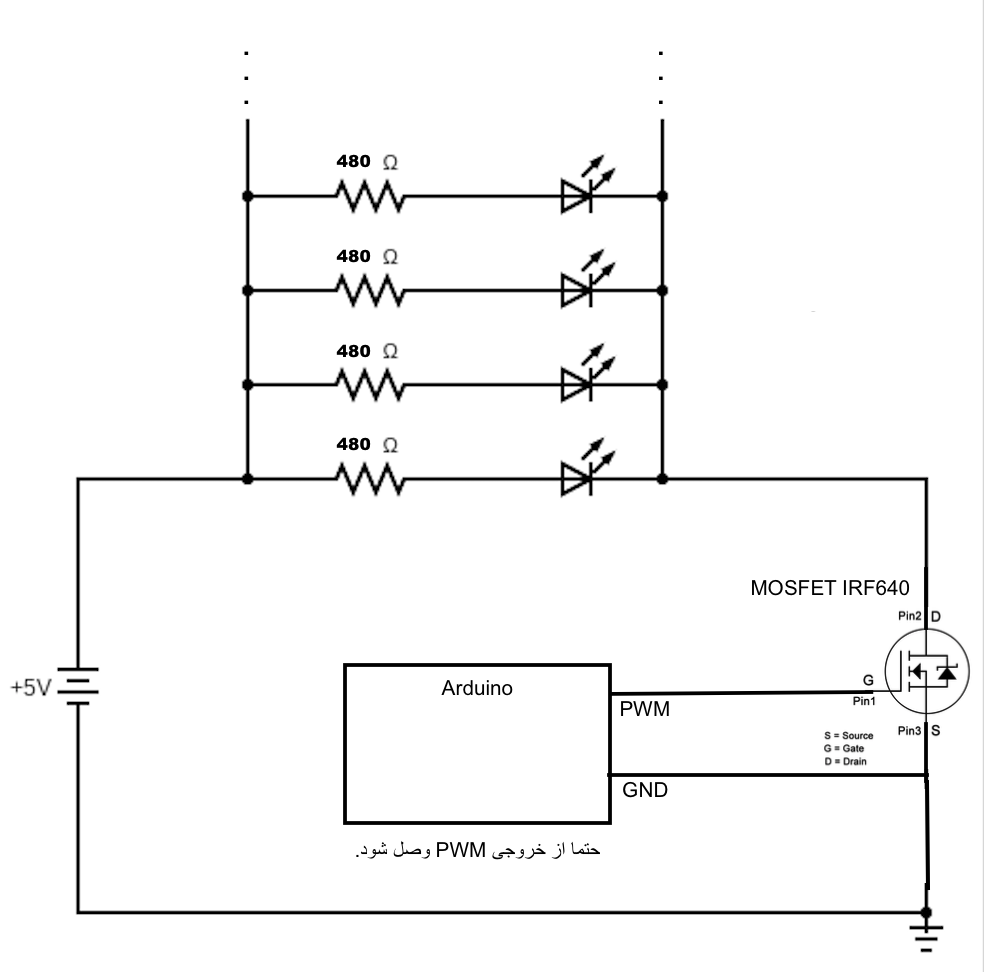 480 Ω
480 Ω
480 Ω
480 Ω
MOSFET IRF640
Pin2 D
+5V
Arduino
G
Pin1
PWM
Pin3 S
S = Source
G = Gate
D = Drain
GND
حتما از خروجی PWM وصل شود.